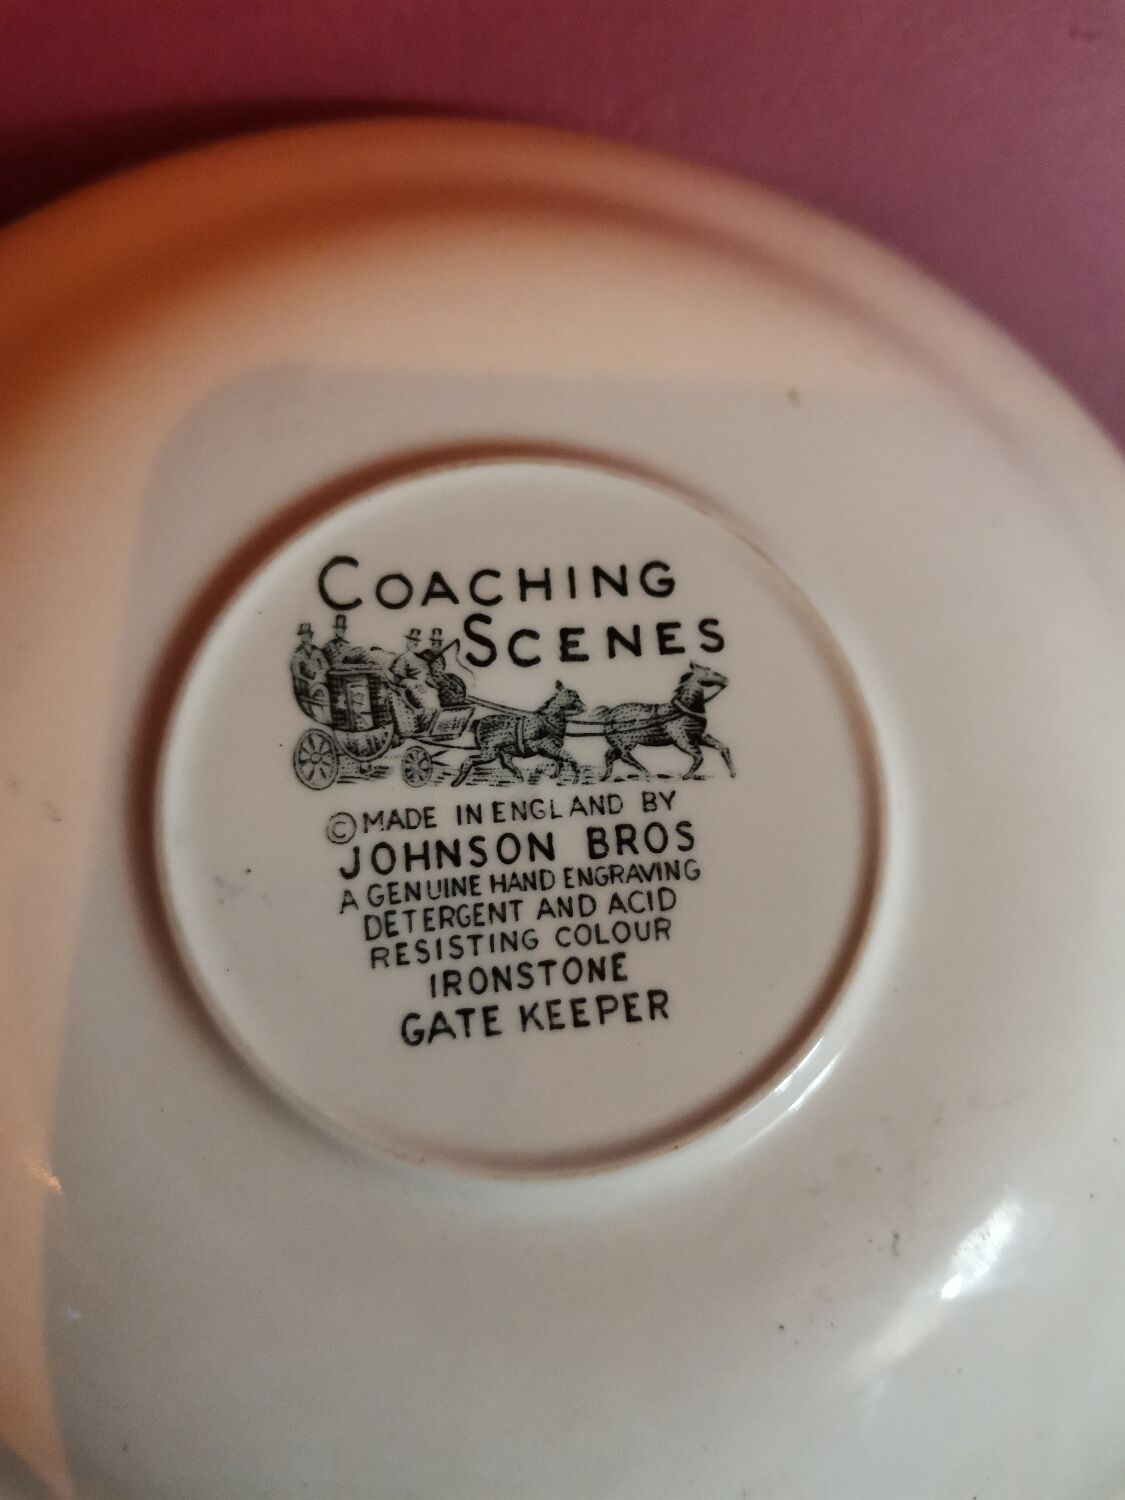 COACHING
SCENES
© MADE IN ENGLAND BY
JOHNSON BROS
A GENUINE HAND ENGRAVING
DETERGENT AND ACID
RESISTING COLOUR
IRONSTONE
GATE KEEPER